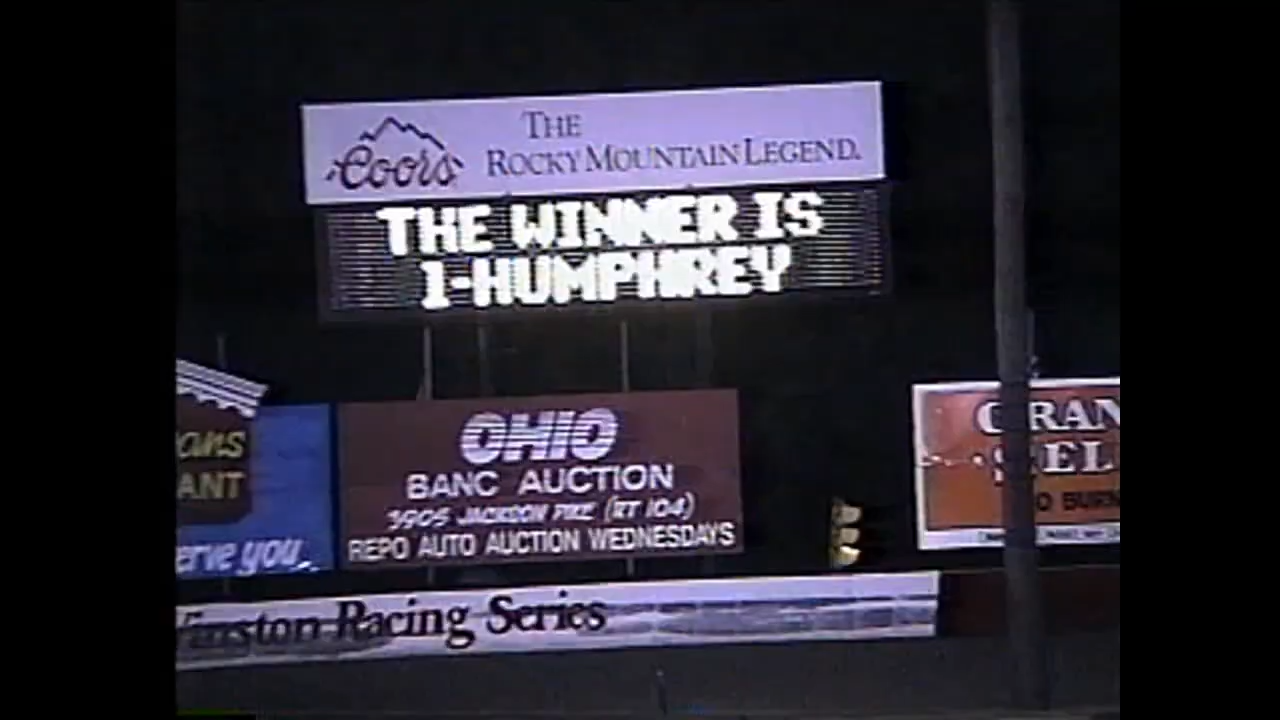 Coors
THE
ROCKY MOUNTAIN LEGEND.
THE WINNER IS
1-HUMPHREY
OHIO
BANC AUCTION
JACKSON PIKE (RT 104)
REPO AUTO AUCTION WEDNESDAYS
Racing Series